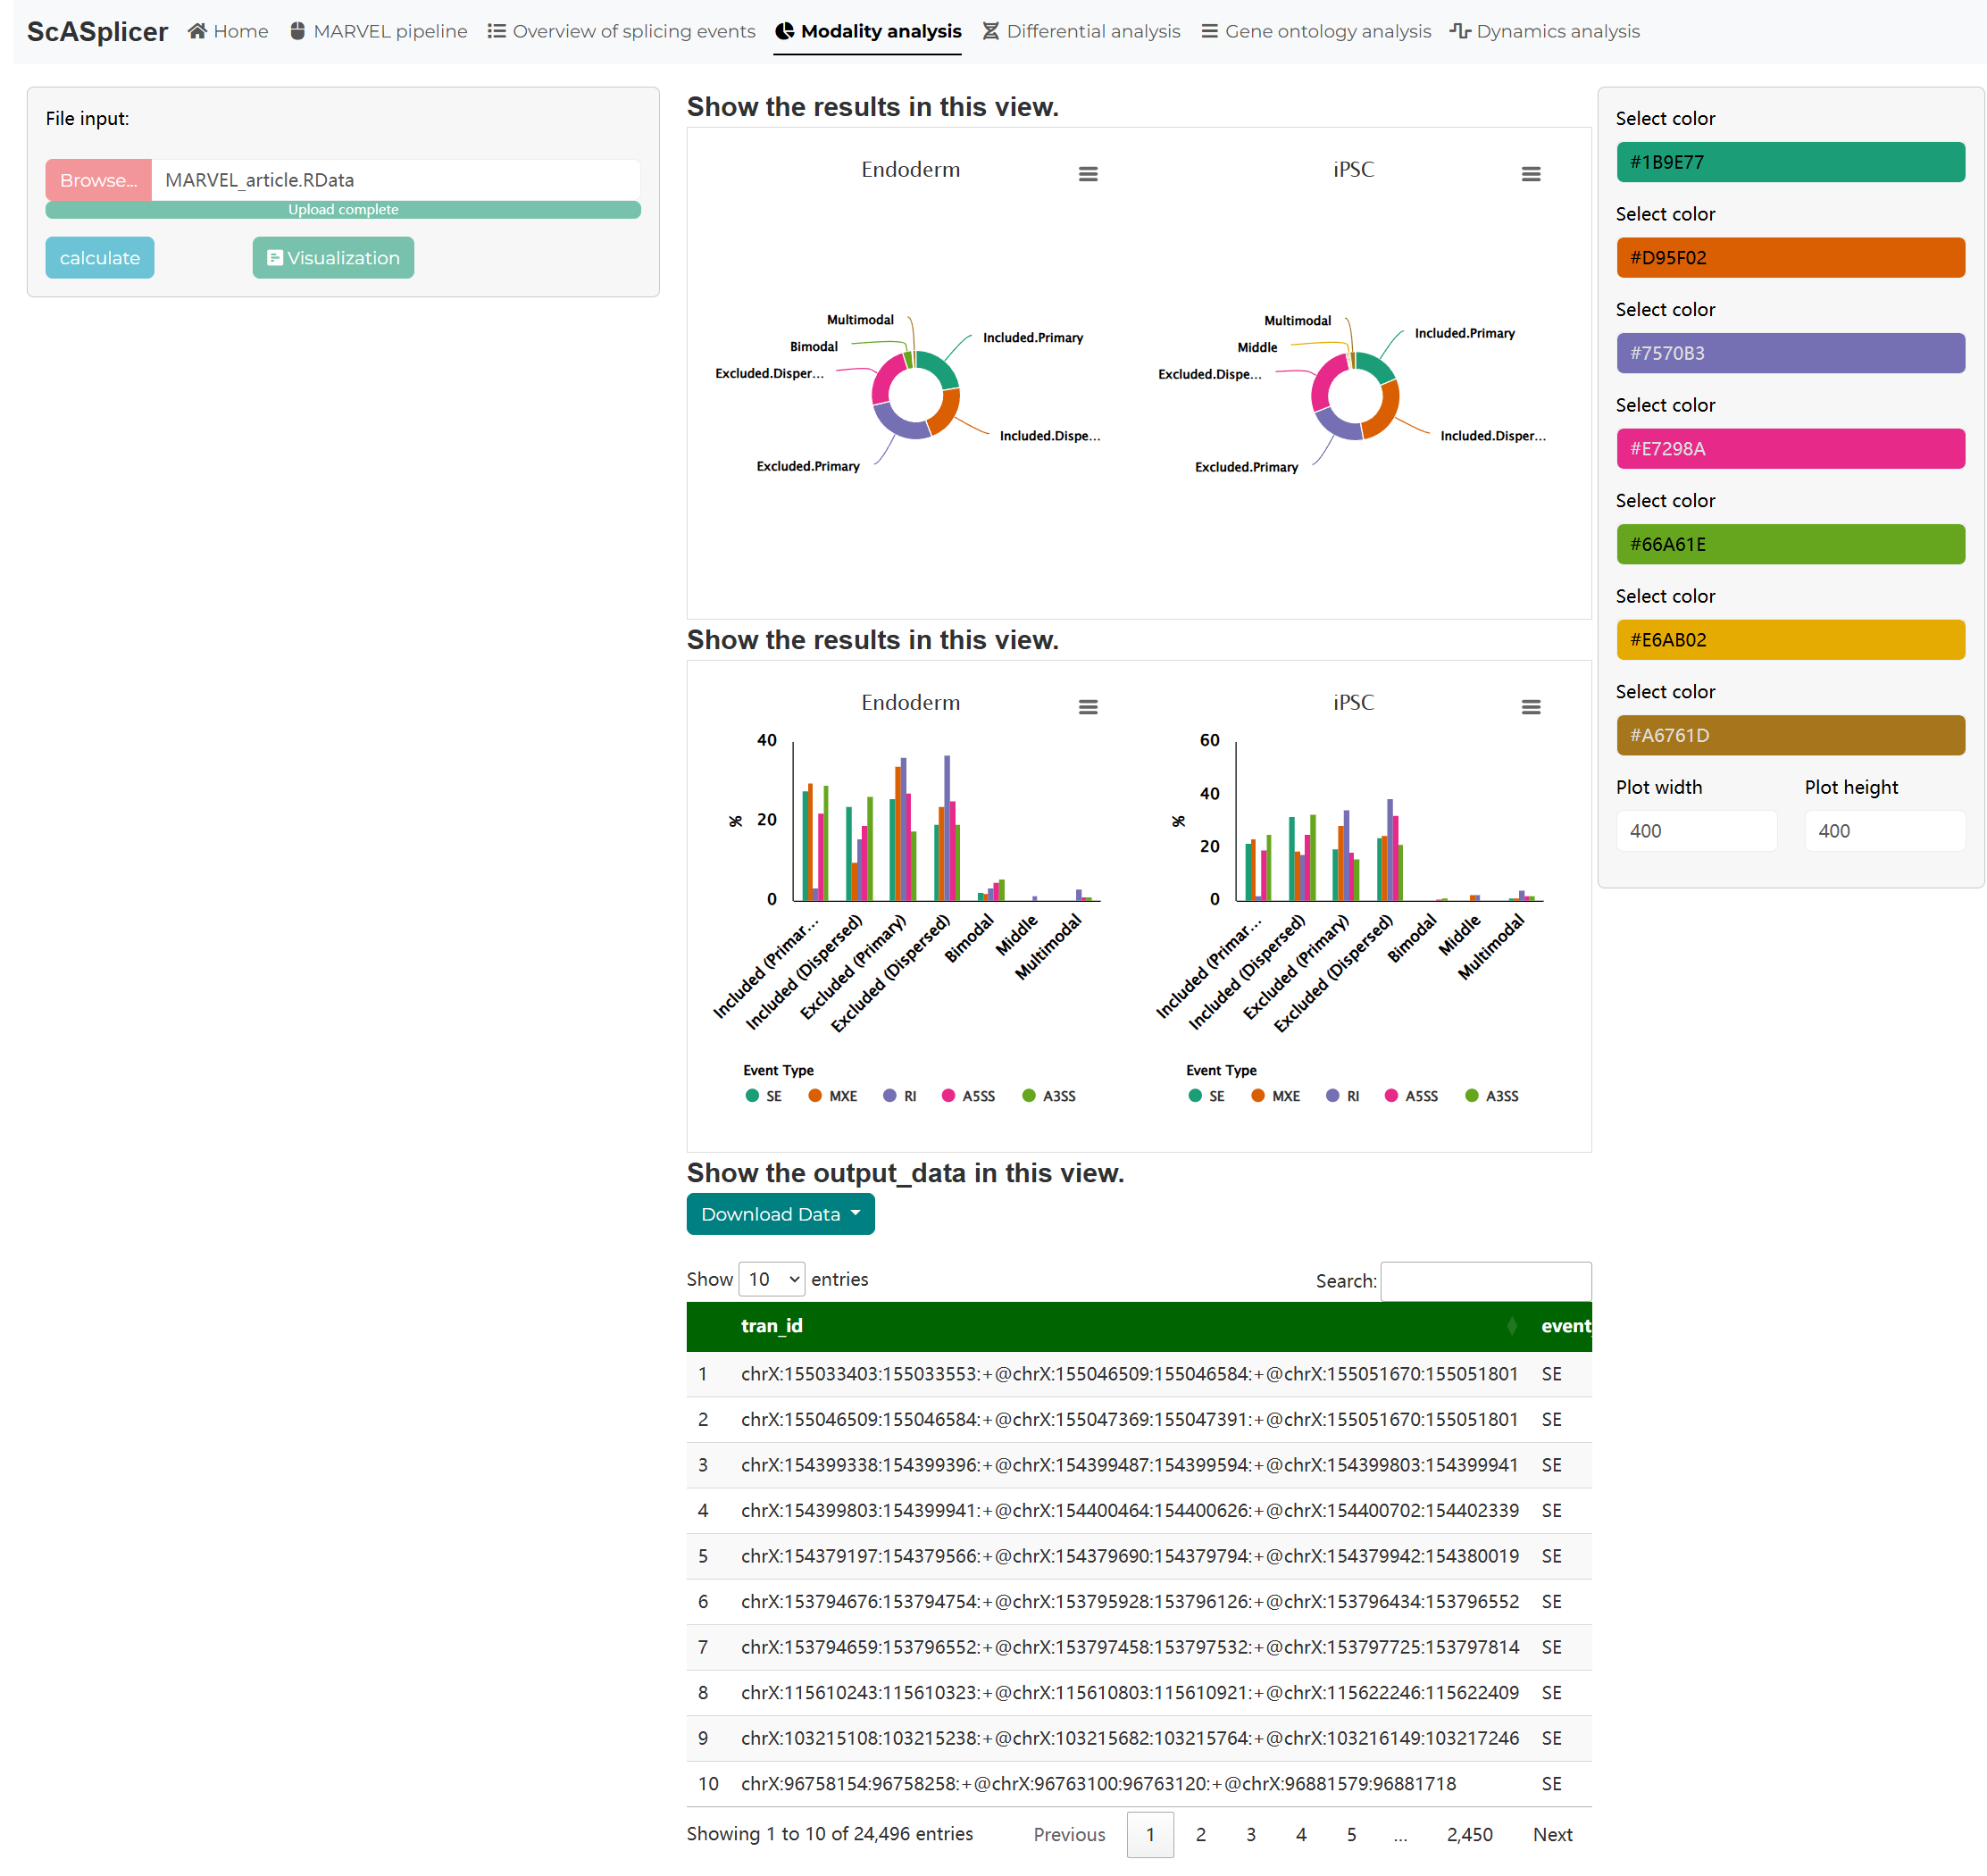 ScASplicer Home MARVEL pipeline Overview of splicing events Modality analysis Differential analysis Gene ontology analysis Dynamics analysis
File input:
Browse... MARVEL_article.RData
Upload complete
calculate Visualization
Show the results in this view.
Endoderm
Multimodal
Bimodal
Excluded.Disper...
Included.Primary
Included.Dispe...
Excluded.Primary
iPSC
Multimodal
Middle
Excluded.Dispe...
Included.Primary
Included.Disper...
Excluded.Primary
Show the results in this view.
Endoderm
40
20
0
%
Included (Primar...
Included (Dispersed)
Excluded (Primary)
Excluded (Dispersed)
Bimodal
Middle
Multimodal
Event Type
SE MXE RI A5SS A3SS
iPSC
60
40
20
0
%
Included (Primar...
Included (Dispersed)
Excluded (Primary)
Excluded (Dispersed)
Bimodal
Middle
Multimodal
Event Type
SE MXE RI A5SS A3SS
Show the output_data in this view.
Download Data
Show 10 entries Search:
tran_id event_
1 chrX:155033403:155033553:+@chrX:155046509:155046584:+@chrX:155051670:155051801 SE
2 chrX:155046509:155046584:+@chrX:155047369:155047391:+@chrX:155051670:155051801 SE
3 chrX:154399338:154399396:+@chrX:154399487:154399594:+@chrX:154399803:154399941 SE
4 chrX:154399803:154399941:+@chrX:154400464:154400626:+@chrX:154400702:154402339 SE
5 chrX:154379197:154379566:+@chrX:154379690:154379794:+@chrX:154379942:154380019 SE
6 chrX:153794676:153794754:+@chrX:153795928:153796126:+@chrX:153796434:153796552 SE
7 chrX:153794659:153796552:+@chrX:153797458:153797532:+@chrX:153797725:153797814 SE
8 chrX:115610243:115610323:+@chrX:115610803:115610921:+@chrX:115622246:115622409 SE
9 chrX:103215108:103215238:+@chrX:103215682:103215764:+@chrX:103216149:103217246 SE
10 chrX:96758154:96758258:+@chrX:96763100:96763120:+@chrX:96881579:96881718 SE
Showing 1 to 10 of 24,496 entries Previous 1 2 3 4 5 ... 2,450 Next
Select color
#1B9E77
Select color
#D95F02
Select color
#7570B3
Select color
#E7298A
Select color
#66A61E
Select color
#E6AB02
Select color
#A6761D
Plot width Plot height
400 400